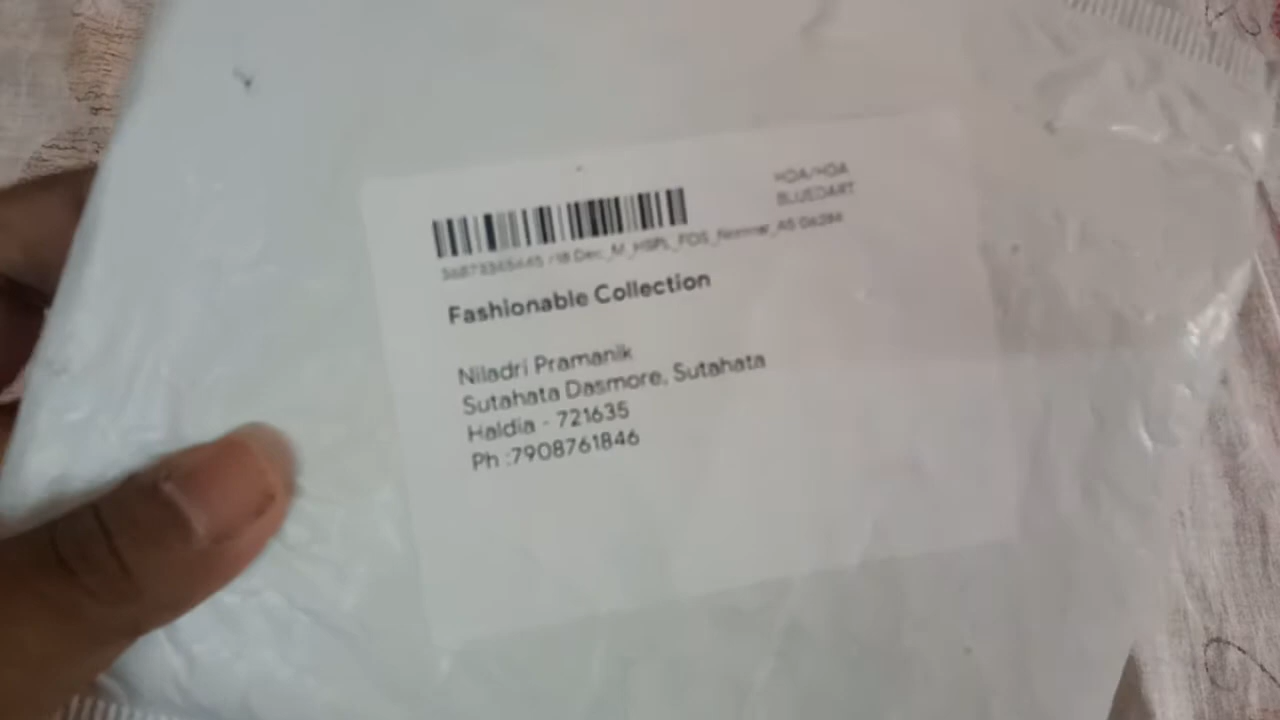 BLUEDART
Fashionable Collection
Niladri Pramanik
Sutahata Dasmore, Sutahata
Haldia - 721635
Ph :7908761846